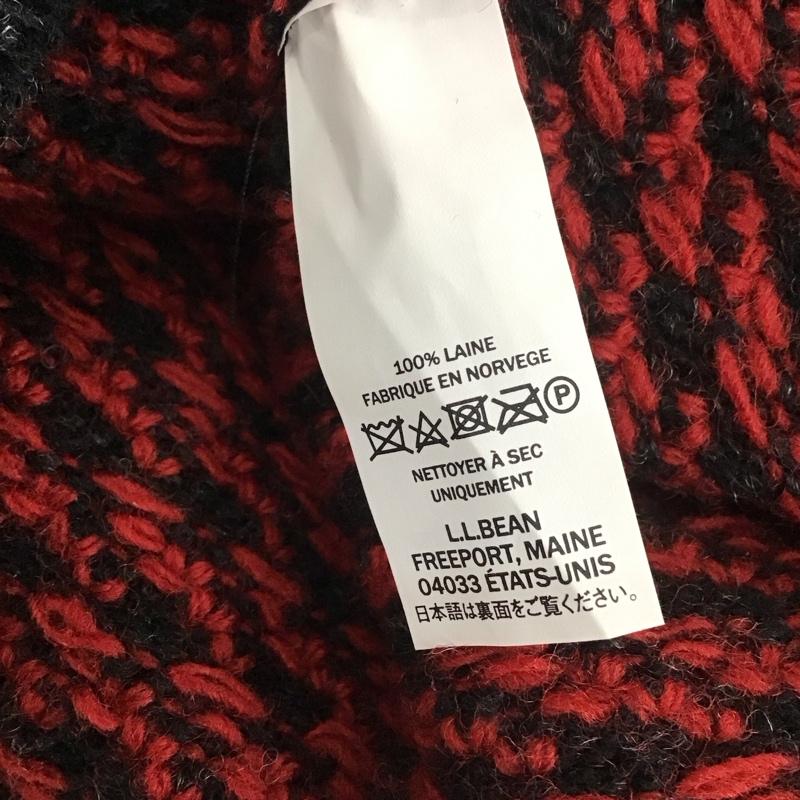 100% LAINE
FABRIQUE EN NORVEGE
P
NETTOYER À SEC
UNIQUEMENT
L.L.BEAN
FREEPORT, MAINE
04033 ÉTATS-UNIS
日本語は裏面をご覧ください。